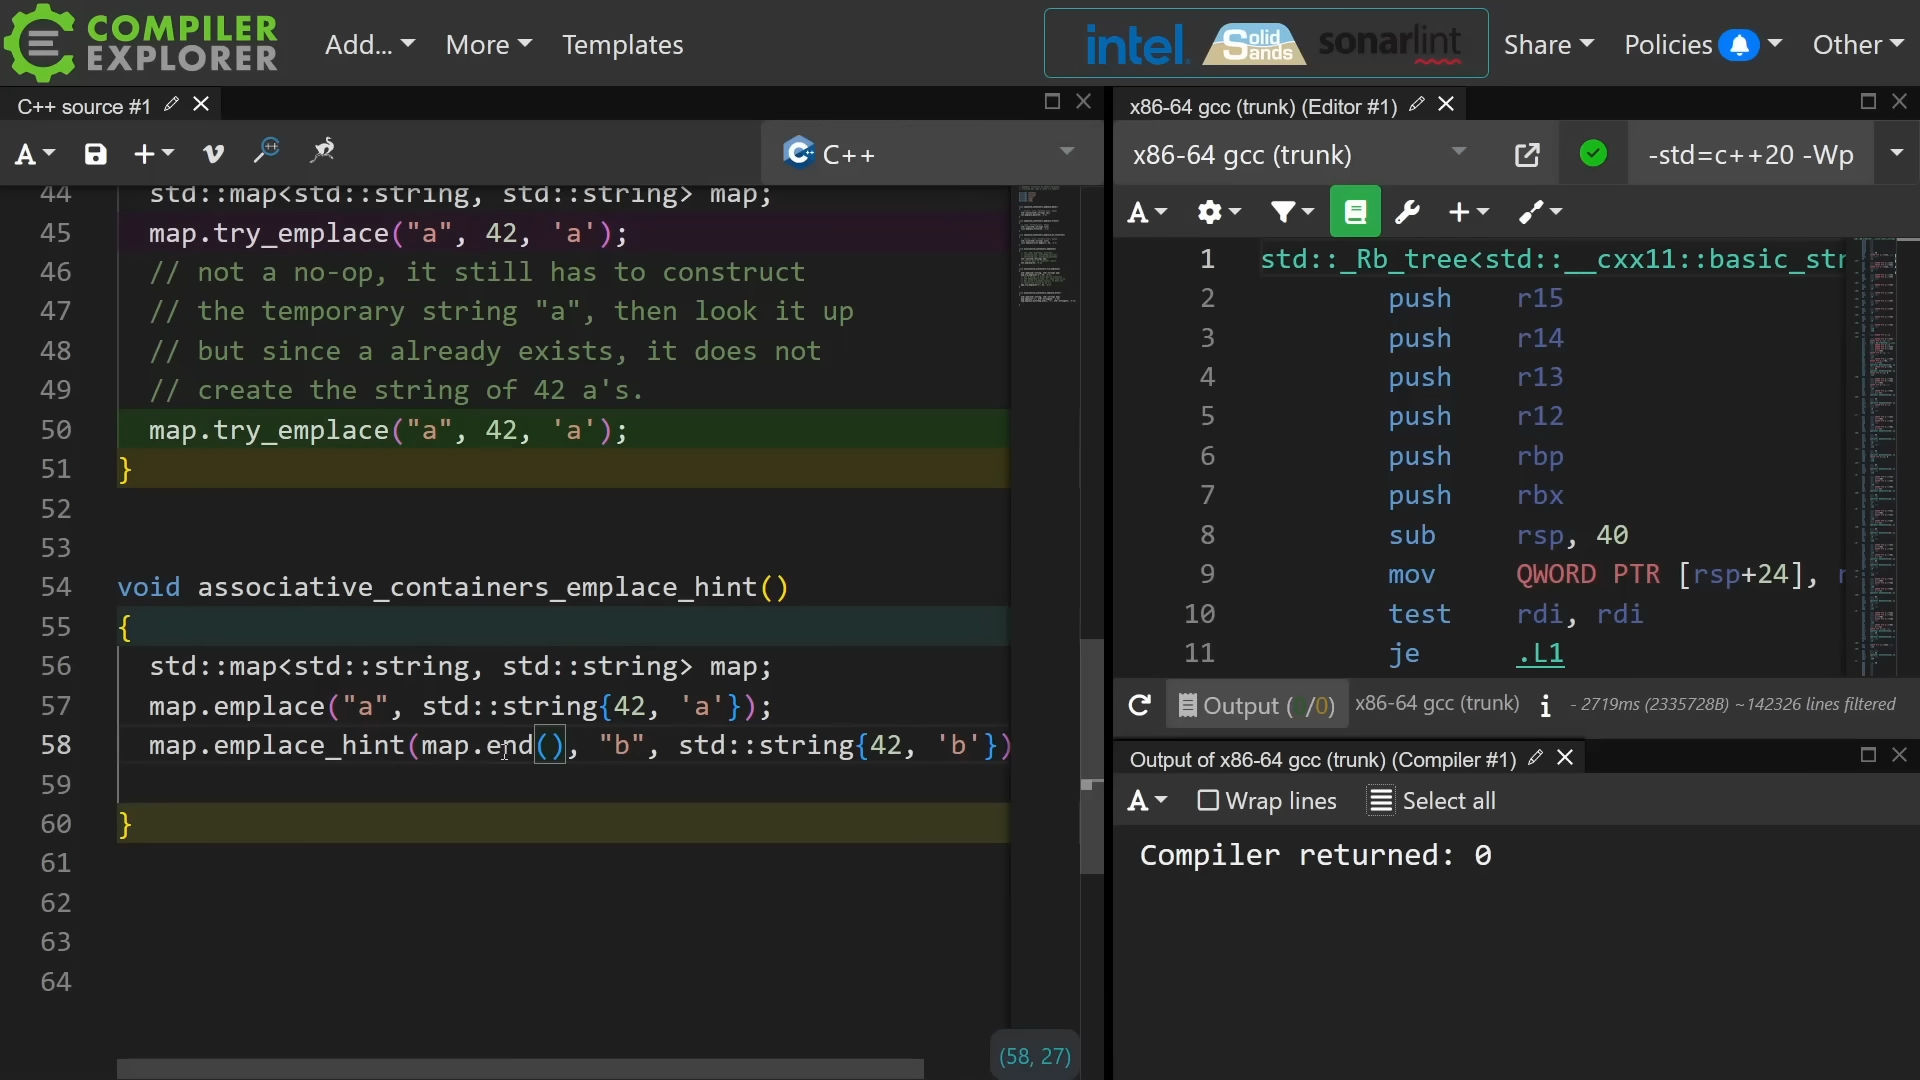 COMPILER
EXPLORER
Add...
More
Templates
intel.
Solid
Sands
sonarlint
Share
Policies
Other
C++ source #1
A
C++
44 std::map<std::string, std::string> map;
45 map.try_emplace("a", 42, 'a');
46 // not a no-op, it still has to construct
47 // the temporary string "a", then look it up
48 // but since a already exists, it does not
49 // create the string of 42 a's.
50 map.try_emplace("a", 42, 'a');
51 }
52
53
54 void associative_containers_emplace_hint()
55 {
56 std::map<std::string, std::string> map;
57 map.emplace("a", std::string{42, 'a'});
58 map.emplace_hint(map.end(), "b", std::string{42, 'b'})
59
60 }
61
62
63
64
(58, 27)
x86-64 gcc (trunk) (Editor #1)
x86-64 gcc (trunk)
-std=c++20 -Wp
A
1 std::_Rb_tree<std::__cxx11::basic_str
2 push r15
3 push r14
4 push r13
5 push r12
6 push rbp
7 push rbx
8 sub rsp, 40
9 mov QWORD PTR [rsp+24],
10 test rdi, rdi
11 je .L1
Output ( /0) x86-64 gcc (trunk) i - 2719ms (2335728B) ~142326 lines filtered
Output of x86-64 gcc (trunk) (Compiler #1)
A
Wrap lines
Select all
Compiler returned: 0